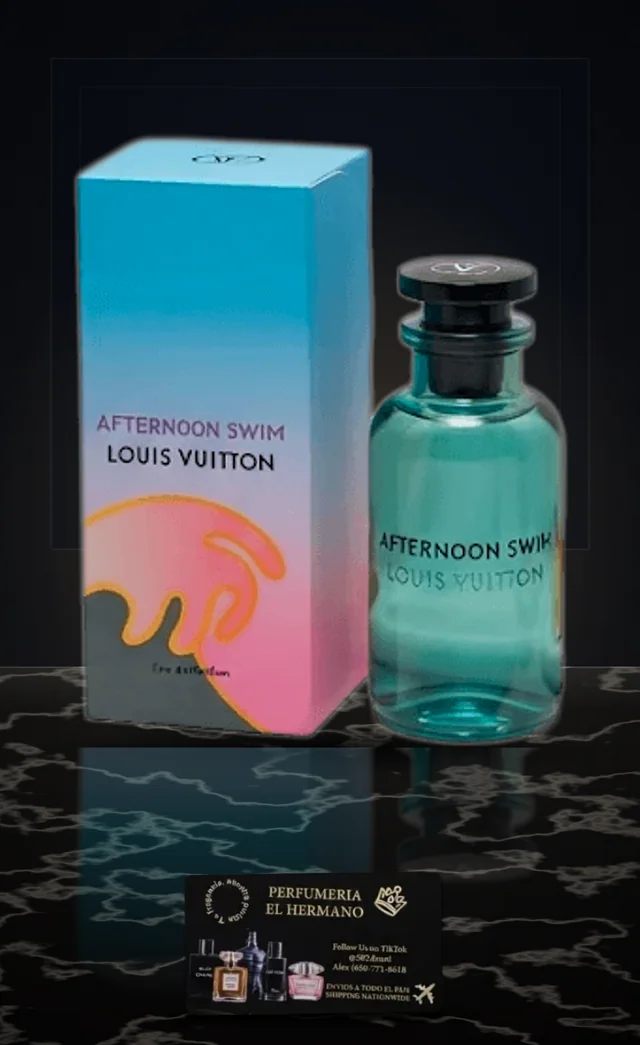 AFTERNOON SWIM
LOUIS VUITTON
AFTERNOON SWIM
LOUIS VUITTON
PERFUMERIA
EL HERMANO
Follow Us on TikTok
Alex (650-771-8618
ENVIOS A TODO EL PAIS
SHIPPING NATIONWIDE